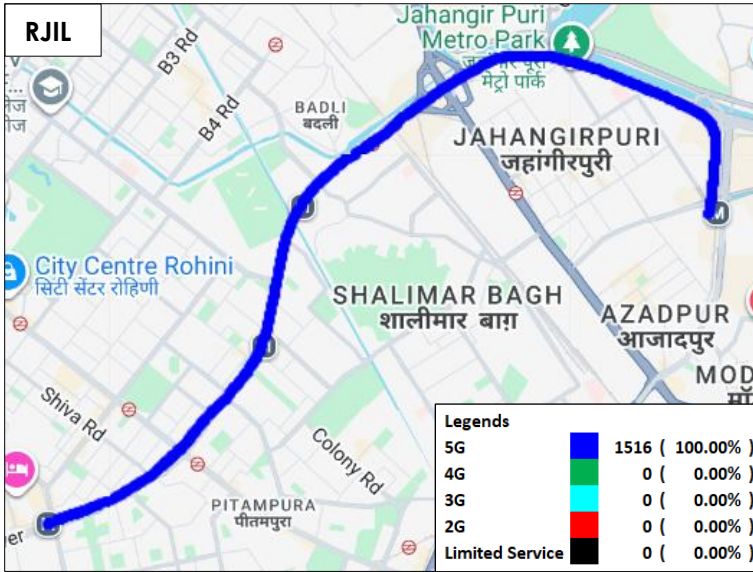 RJIL
Jahangir Puri
Metro Park
मेट्रो पार्क
B3 Rd
B4 Rd
BADLI
बदली
JAHANGIRPURI
जहांगीरपुरी
M
City Centre Rohini
सिटी सेंटर रोहिणी
SHALIMAR BAGH
शालीमार बाग़
AZADPUR
आजादपुर
MOD
Shiva Rd
Colony Rd
PITAMPURA
पीतमपुरा
Legends
5G 1516 ( 100.00% )
4G 0 ( 0.00% )
3G 0 ( 0.00% )
2G 0 ( 0.00% )
Limited Service 0 ( 0.00% )